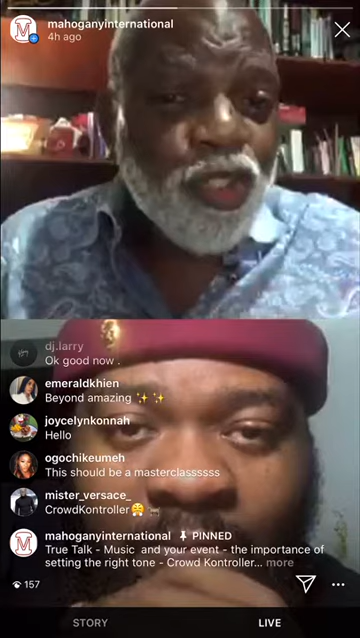 mahoganyinternational
4h ago
dj.larry
Ok good now .
emeraldkhien
Beyond amazing ✨ ✨
joycelynkonnah
Hello
ogochikeumeh
This should be a masterclassssss
mister_versace_
CrowdKontroller😤
mahoganyinternational 📌 PINNED
True Talk - Music and your event - the importance of
setting the right tone - Crowd Kontroller... more
157
STORY LIVE